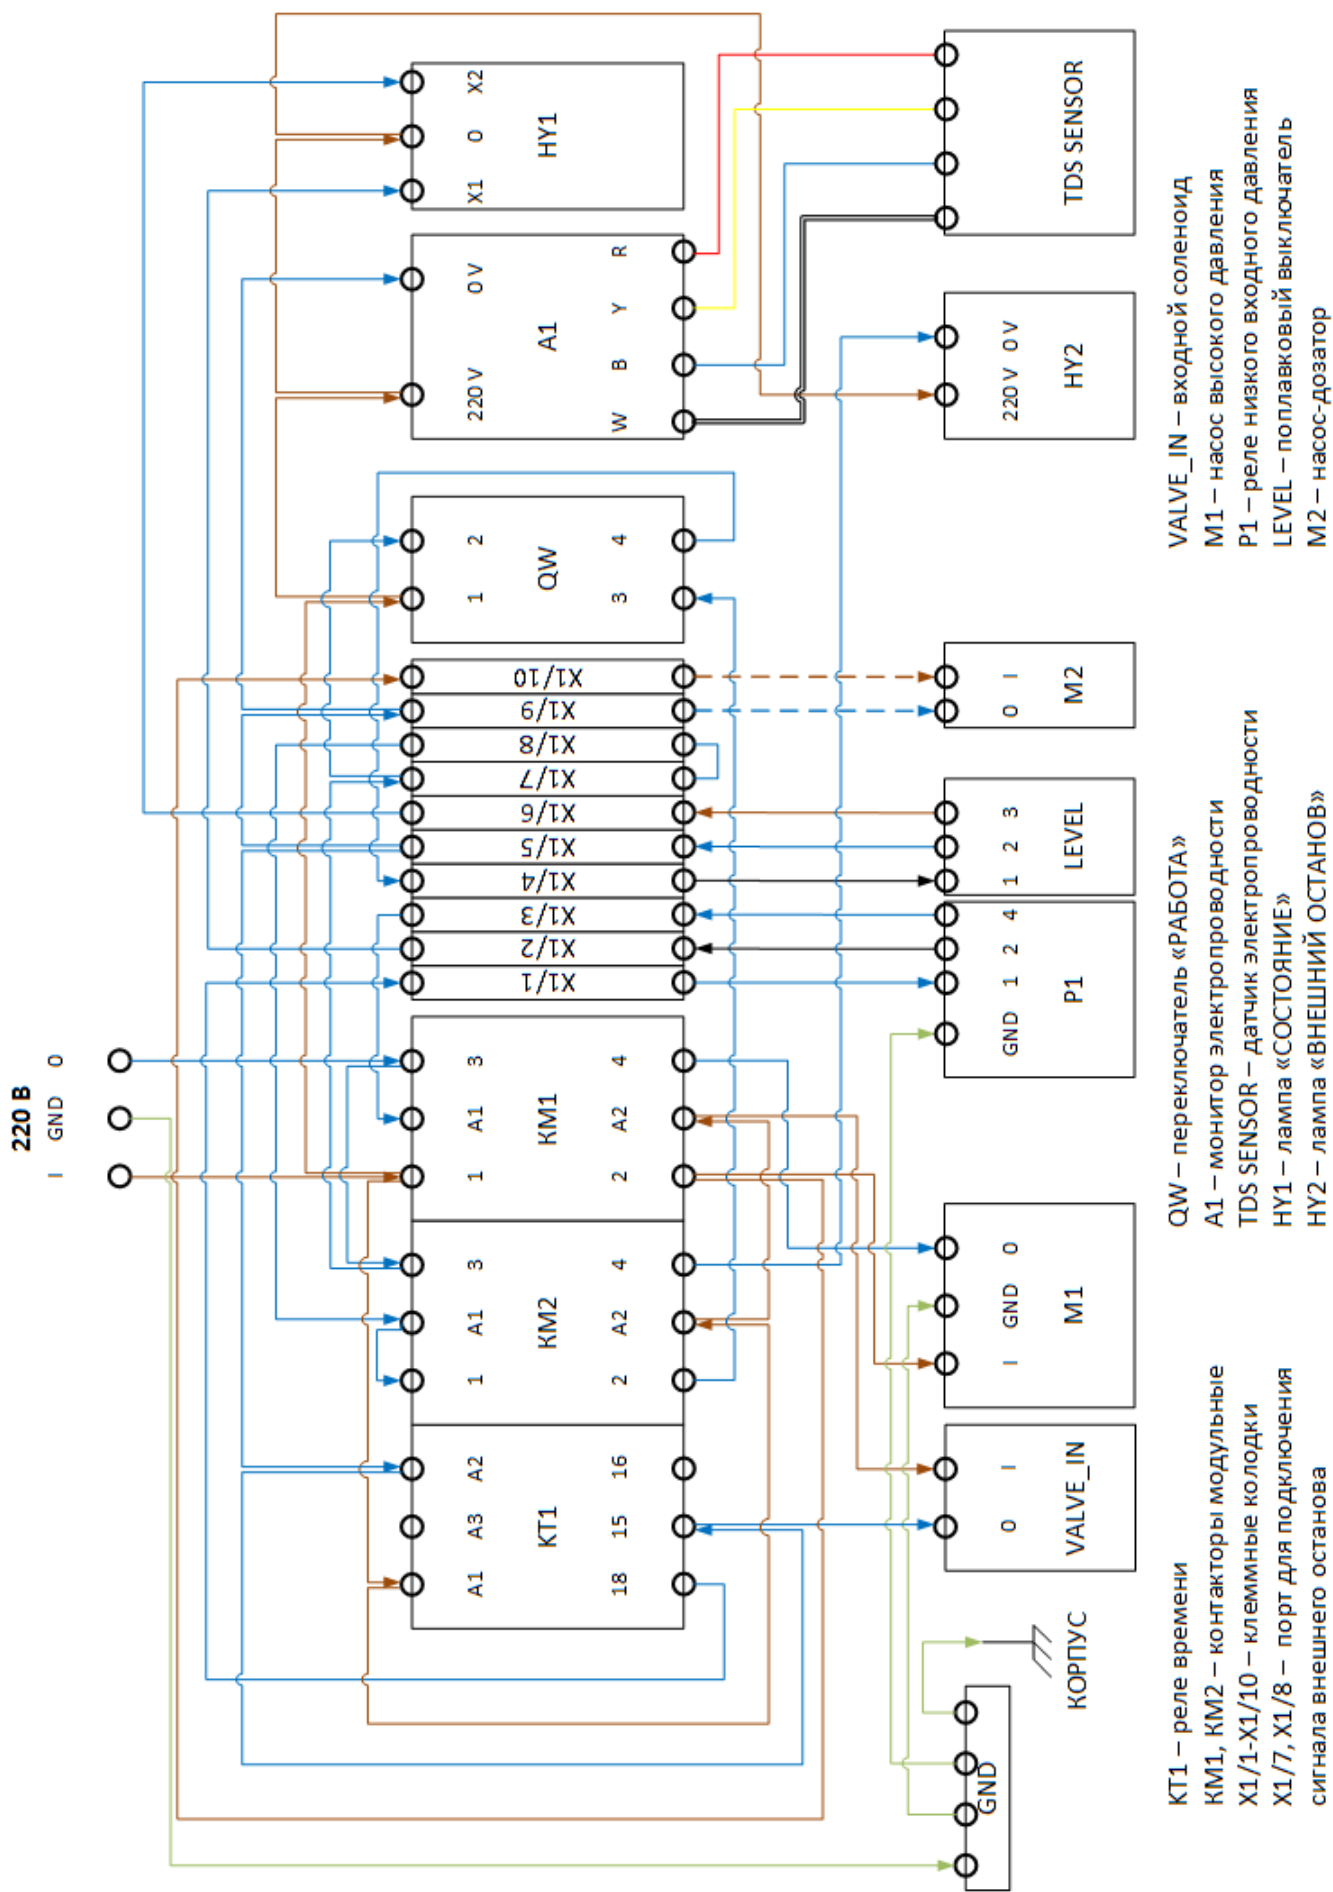 220 В
I GND 0
КТ1
A1 A3 A2
18 15 16
КМ2
1 A1 3
2 A2 4
КМ1
1 A1 3
2 A2 4
X1/1
X1/2
X1/3
X1/4
X1/5
X1/6
X1/7
X1/8
X1/9
X1/10
QW
1 2
3 4
A1
220 V 0 V
W B Y R
HY1
X1 0 X2
GND
КОРПУС
VALVE_IN
0 I
M1
I GND 0
P1
GND 1 2 4
LEVEL
1 2 3
M2
0 I
HY2
220 V 0 V
TDS SENSOR
КТ1 – реле времени
КМ1, КМ2 – контакторы модульные
X1/1-X1/10 – клеммные колодки
X1/7, X1/8 – порт для подключения
сигнала внешнего останова
QW – переключатель «РАБОТА»
A1 – монитор электропроводности
TDS SENSOR – датчик электропроводности
HY1 – лампа «СОСТОЯНИЕ»
HY2 – лампа «ВНЕШНИЙ ОСТАНОВ»
VALVE_IN – входной соленоид
M1 – насос высокого давления
P1 – реле низкого входного давления
LEVEL – поплавковый выключатель
M2 – насос-дозатор